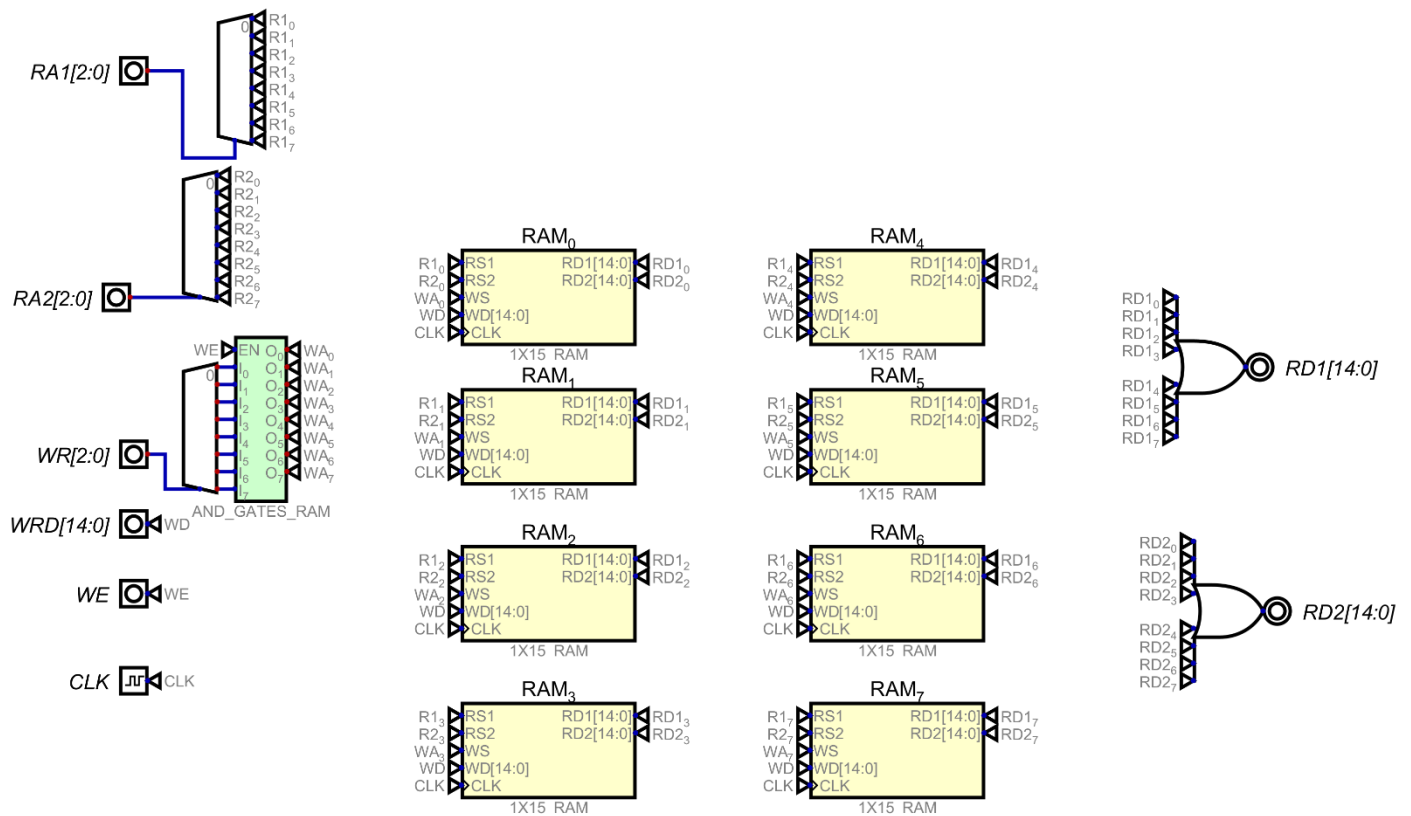 RA1[2:0]
0
R1₀
R1₁
R1₂
R1₃
R1₄
R1₅
R1₆
R1₇
RA2[2:0]
0
R2₀
R2₁
R2₂
R2₃
R2₄
R2₅
R2₆
R2₇
WR[2:0]
0
WE
EN O₀ WA₀
I₀ O₁ WA₁
I₁ O₂ WA₂
I₂ O₃ WA₃
I₃ O₄ WA₄
I₄ O₅ WA₅
I₅ O₆ WA₆
I₆ O₇ WA₇
I₇
AND_GATES_RAM
WRD[14:0] WD
WE WE
CLK CLK
RAM₀
R1₀ RS1 RD1[14:0] RD1₀
R2₀ RS2 RD2[14:0] RD2₀
WA₀ WS
WD WD[14:0]
CLK CLK
1X15 RAM
RAM₁
R1₁ RS1 RD1[14:0] RD1₁
R2₁ RS2 RD2[14:0] RD2₁
WA₁ WS
WD WD[14:0]
CLK CLK
1X15 RAM
RAM₂
R1₂ RS1 RD1[14:0] RD1₂
R2₂ RS2 RD2[14:0] RD2₂
WA₂ WS
WD WD[14:0]
CLK CLK
1X15 RAM
RAM₃
R1₃ RS1 RD1[14:0] RD1₃
R2₃ RS2 RD2[14:0] RD2₃
WA₃ WS
WD WD[14:0]
CLK CLK
1X15 RAM
RAM₄
R1₄ RS1 RD1[14:0] RD1₄
R2₄ RS2 RD2[14:0] RD2₄
WA₄ WS
WD WD[14:0]
CLK CLK
1X15 RAM
RAM₅
R1₅ RS1 RD1[14:0] RD1₅
R2₅ RS2 RD2[14:0] RD2₅
WA₅ WS
WD WD[14:0]
CLK CLK
1X15 RAM
RAM₆
R1₆ RS1 RD1[14:0] RD1₆
R2₆ RS2 RD2[14:0] RD2₆
WA₆ WS
WD WD[14:0]
CLK CLK
1X15 RAM
RAM₇
R1₇ RS1 RD1[14:0] RD1₇
R2₇ RS2 RD2[14:0] RD2₇
WA₇ WS
WD WD[14:0]
CLK CLK
1X15 RAM
RD1₀
RD1₁
RD1₂
RD1₃
RD1₄
RD1₅
RD1₆
RD1₇
RD1[14:0]
RD2₀
RD2₁
RD2₂
RD2₃
RD2₄
RD2₅
RD2₆
RD2₇
RD2[14:0]